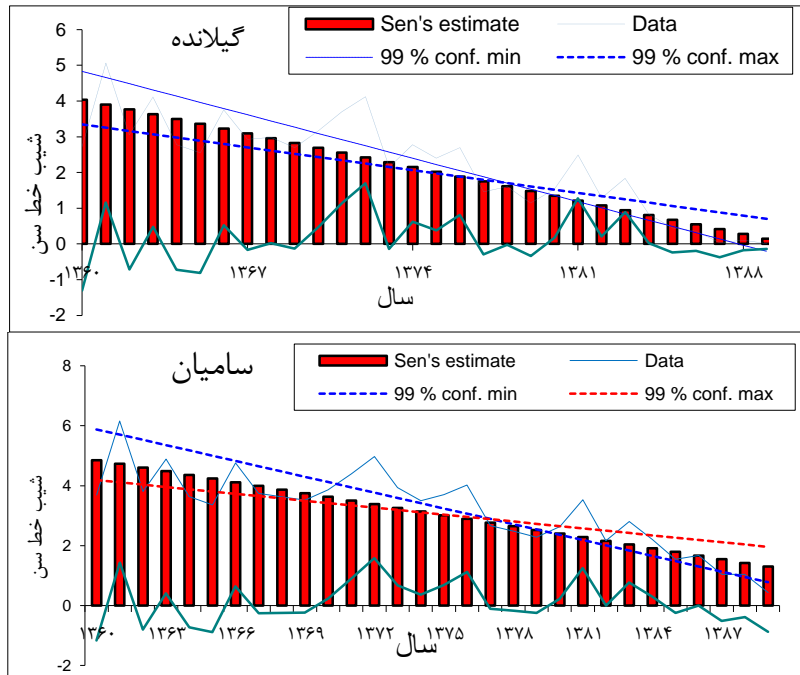 گیلانده
Sen's estimate
Data
99 % conf. min
99 % conf. max
6
5
4
3
2
1
0
-1
-2
شیب خط سن
۱۳۶۰ ۱۳۶۷ ۱۳۷۴ ۱۳۸۱ ۱۳۸۸
سال
سامیان
Sen's estimate
Data
99 % conf. min
99 % conf. max
8
6
4
2
0
-2
شیب خط سن
۱۳۶۰ ۱۳۶۳ ۱۳۶۶ ۱۳۶۹ ۱۳۷۲ ۱۳۷۵ ۱۳۷۸ ۱۳۸۱ ۱۳۸۴ ۱۳۸۷
سال